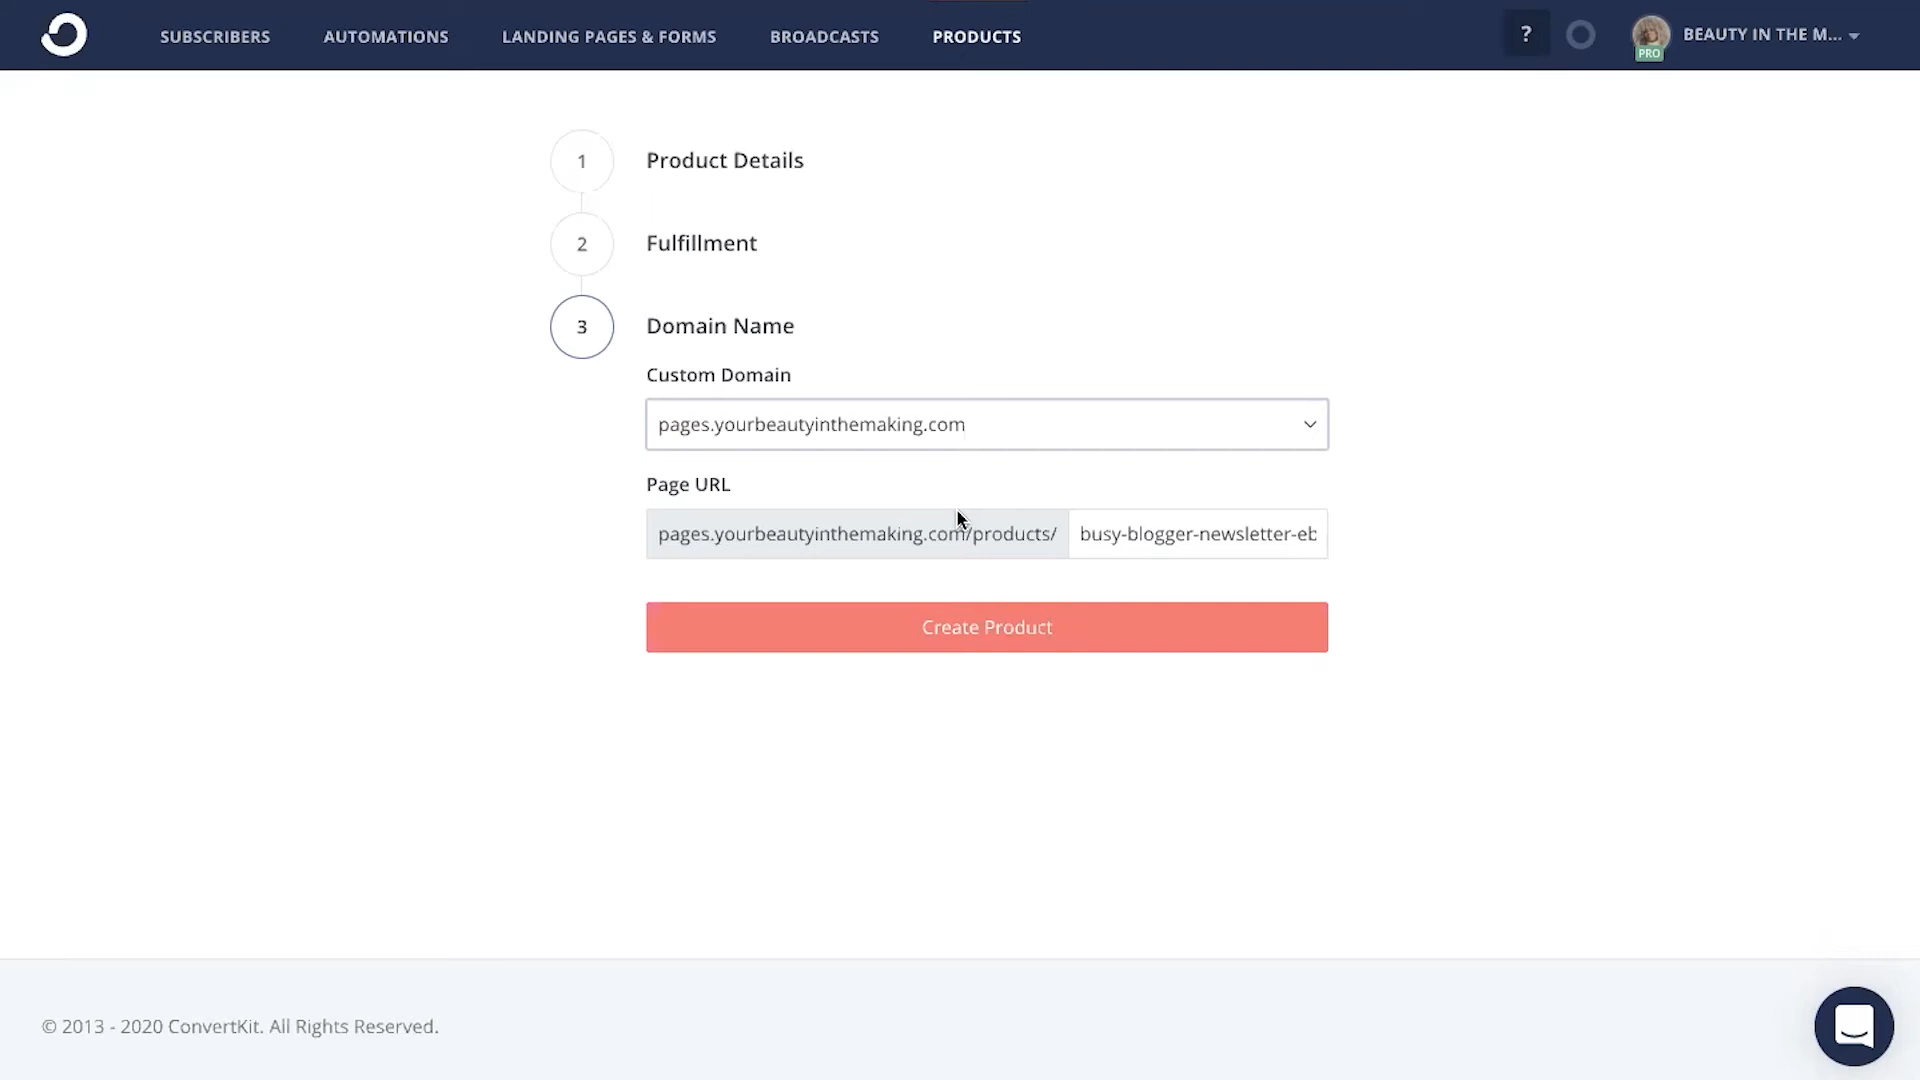 SUBSCRIBERS AUTOMATIONS LANDING PAGES & FORMS BROADCASTS PRODUCTS ? PRO BEAUTY IN THE M...
1 Product Details
2 Fulfillment
3 Domain Name
Custom Domain
pages.yourbeautyinthemaking.com
Page URL
pages.yourbeautyinthemaking.com/products/ busy-blogger-newsletter-eb
Create Product
© 2013 - 2020 ConvertKit. All Rights Reserved.